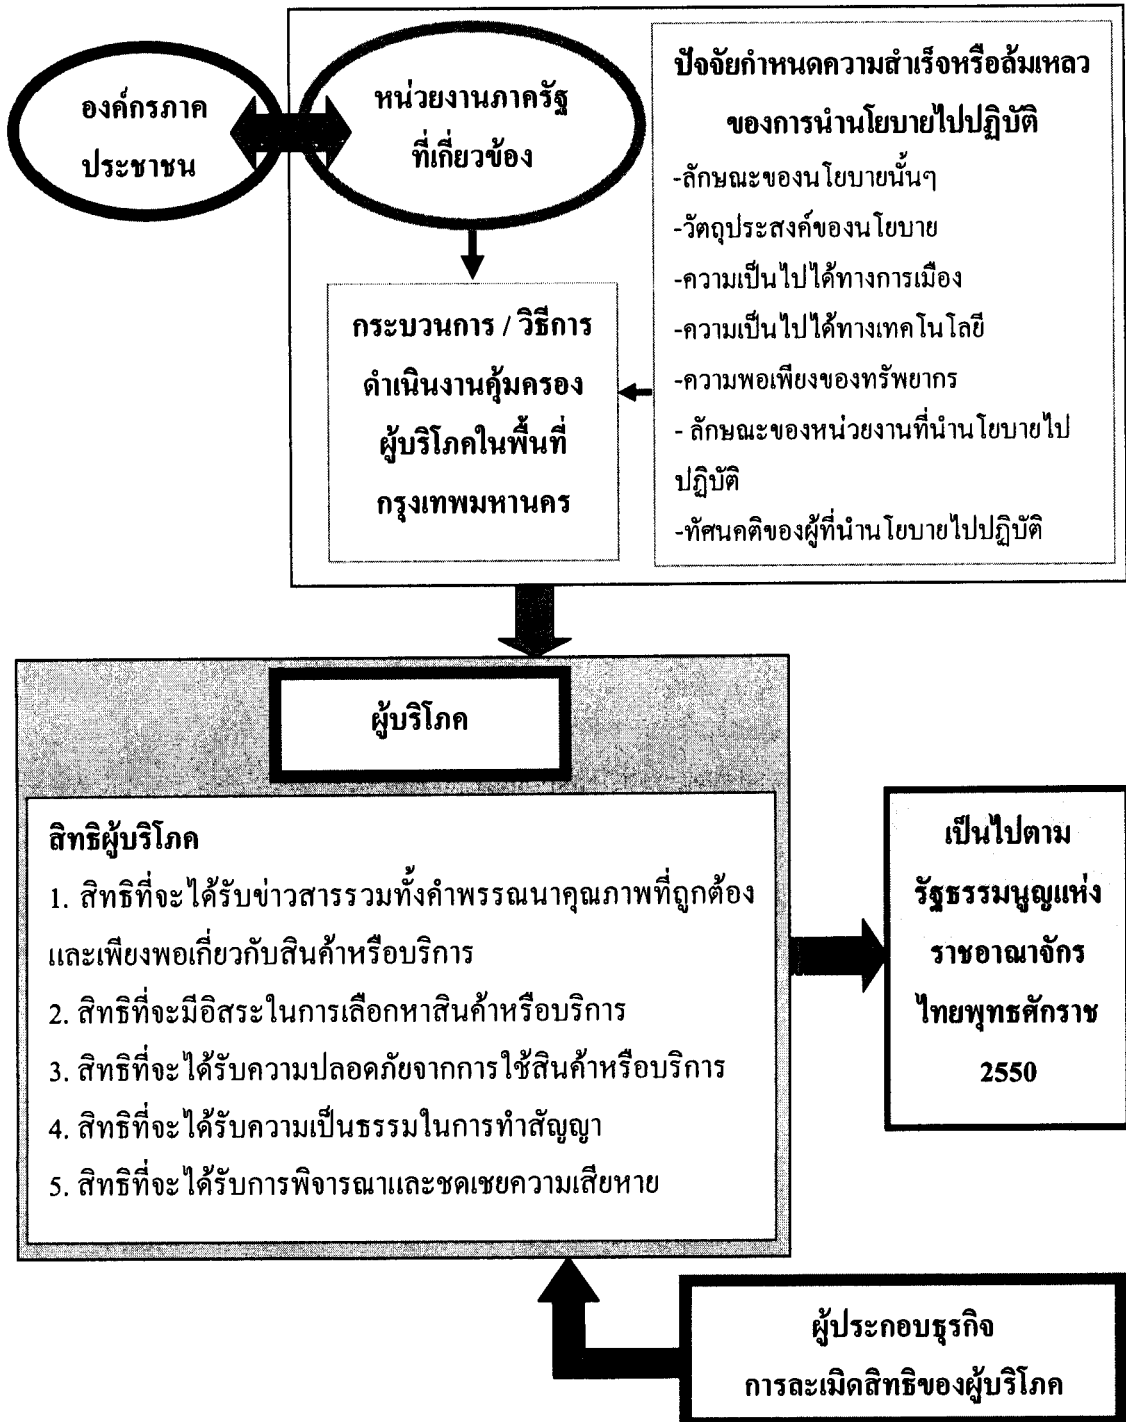 องค์กรภาค
ประชาชน
หน่วยงานภาครัฐ
ที่เกี่ยวข้อง
ปัจจัยกำหนดความสำเร็จหรือล้มเหลว
ของการนำนโยบายไปปฏิบัติ
-ลักษณะของนโยบายนั้นๆ
-วัตถุประสงค์ของนโยบาย
-ความเป็นไปได้ทางการเมือง
-ความเป็นไปได้ทางเทคโนโลยี
-ความพอเพียงของทรัพยากร
- ลักษณะของหน่วยงานที่นำนโยบายไป
ปฏิบัติ
-ทัศนคติของผู้ที่นำนโยบายไปปฏิบัติ
กระบวนการ / วิธีการ
ดำเนินงานคุ้มครอง
ผู้บริโภคในพื้นที่
กรุงเทพมหานคร
ผู้บริโภค
สิทธิผู้บริโภค
1. สิทธิที่จะได้รับข่าวสารรวมทั้งคำพรรณนาคุณภาพที่ถูกต้อง
และเพียงพอเกี่ยวกับสินค้าหรือบริการ
2. สิทธิที่จะมีอิสระในการเลือกหาสินค้าหรือบริการ
3. สิทธิที่จะได้รับความปลอดภัยจากการใช้สินค้าหรือบริการ
4. สิทธิที่จะได้รับความเป็นธรรมในการทำสัญญา
5. สิทธิที่จะได้รับการพิจารณาและชดเชยความเสียหาย
เป็นไปตาม
รัฐธรรมนูญแห่ง
ราชอาณาจักร
ไทยพุทธศักราช
2550
ผู้ประกอบธุรกิจ
การละเมิดสิทธิของผู้บริโภค